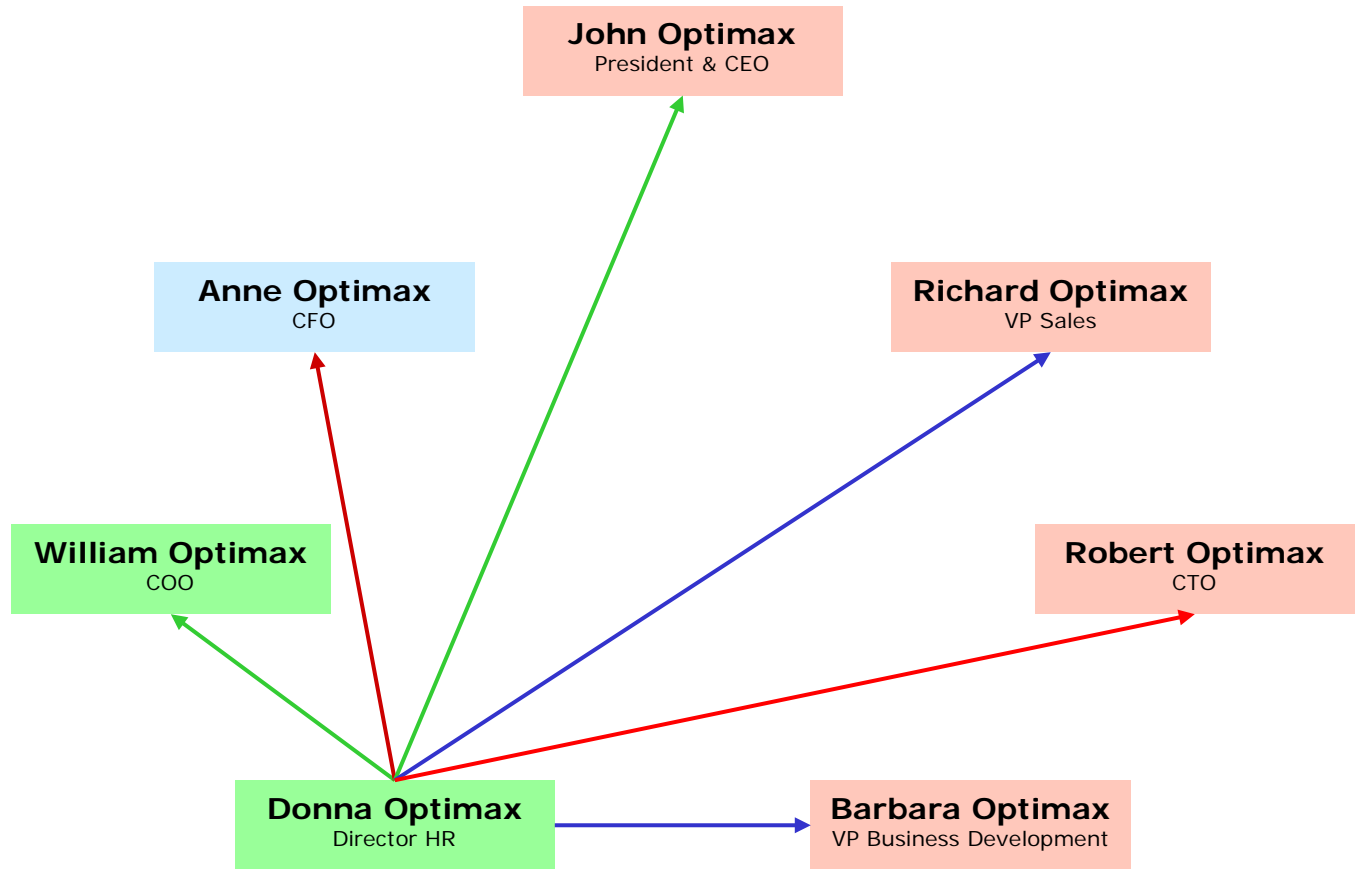 John Optimax
President & CEO
Anne Optimax
CFO
Richard Optimax
VP Sales
William Optimax
COO
Robert Optimax
CTO
Donna Optimax
Director HR
Barbara Optimax
VP Business Development